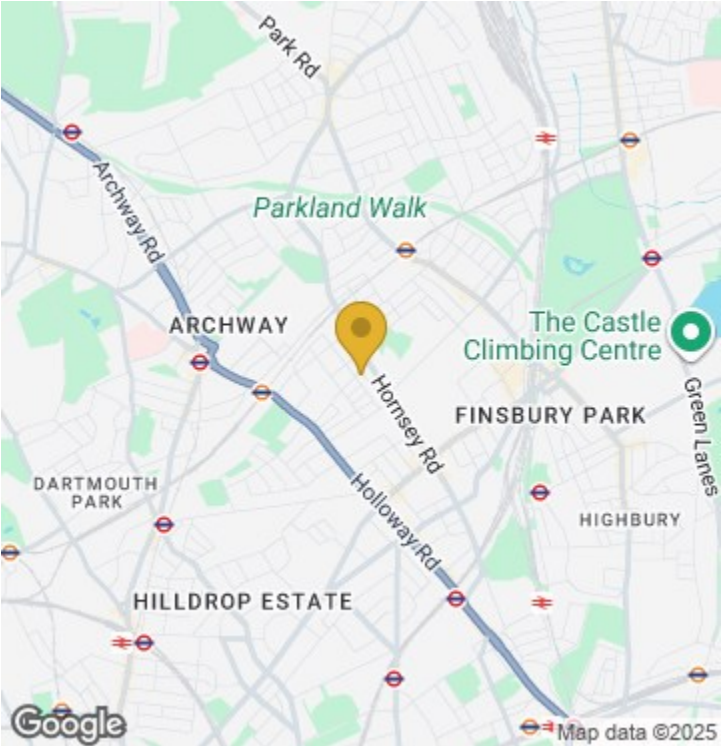 Park Rd
Archway Rd
Parkland Walk
ARCHWAY
The Castle
Climbing Centre
Hornsey Rd
Green Lanes
FINSBURY PARK
DARTMOUTH
PARK
Holloway Rd
HIGHBURY
HILLDROP ESTATE
Google
Map data ©2025